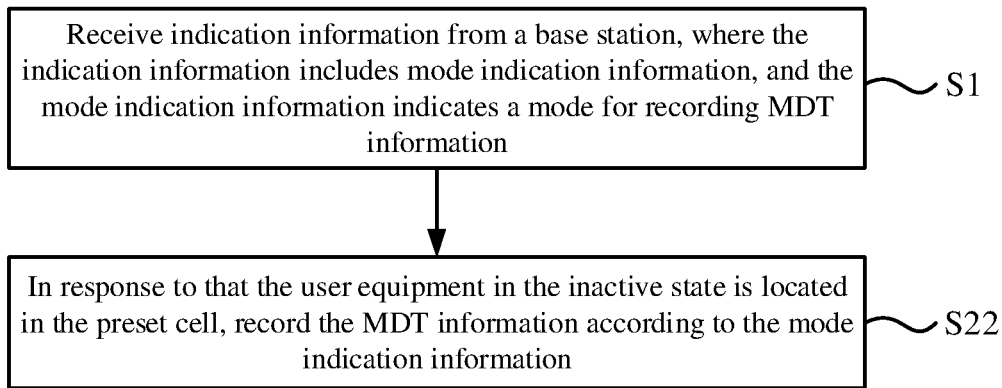 Receive indication information from a base station, where the
indication information includes mode indication information, and the
mode indication information indicates a mode for recording MDT
information
S1
In response to that the user equipment in the inactive state is located
in the preset cell, record the MDT information according to the mode
indication information
S22